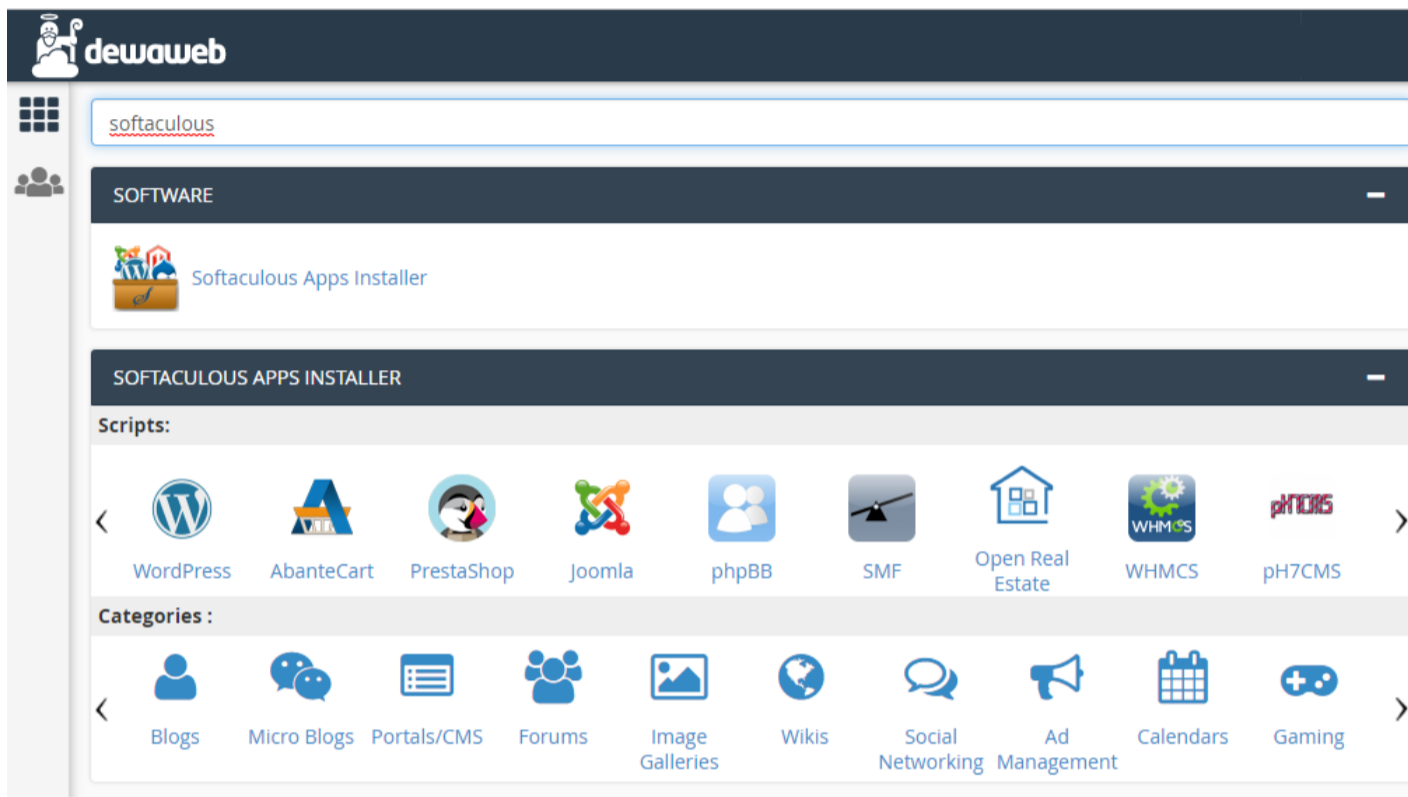 dewaweb
softaculous
SOFTWARE
Softaculous Apps Installer
SOFTACULOUS APPS INSTALLER
Scripts:
WHMCS
pH7CMS
WordPress AbanteCart PrestaShop Joomla phpBB SMF Open Real Estate WHMCS pH7CMS
Categories :
Blogs Micro Blogs Portals/CMS Forums Image Galleries Wikis Social Networking Ad Management Calendars Gaming